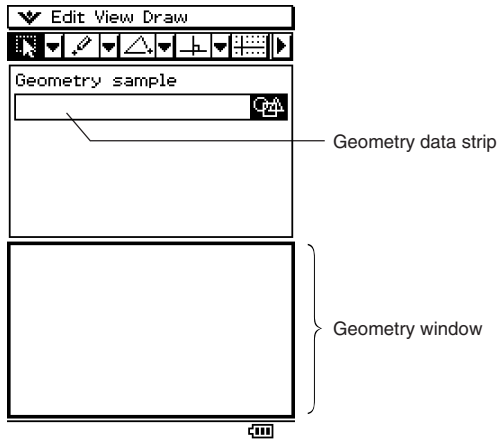 Edit View Draw
Geometry sample
Geometry data strip
Geometry window